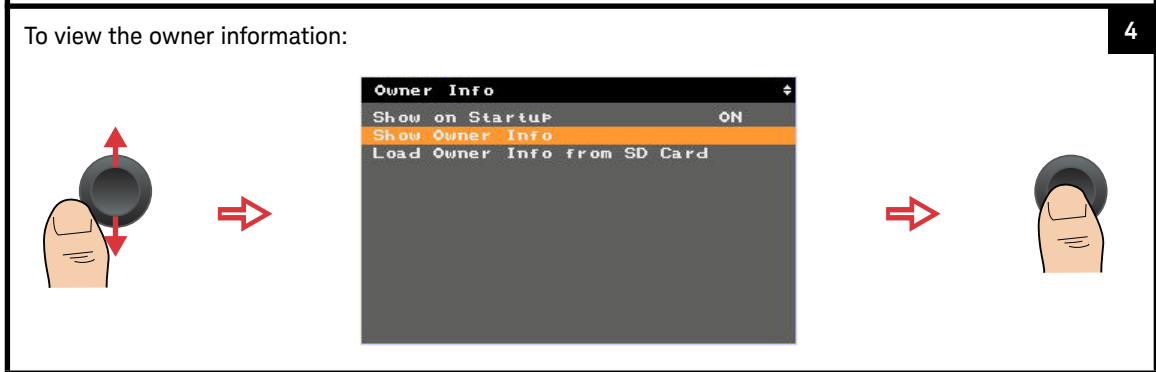 To view the owner information:
4
Owner Info
Show on Startup ON
Show Owner Info
Load Owner Info from SD Card